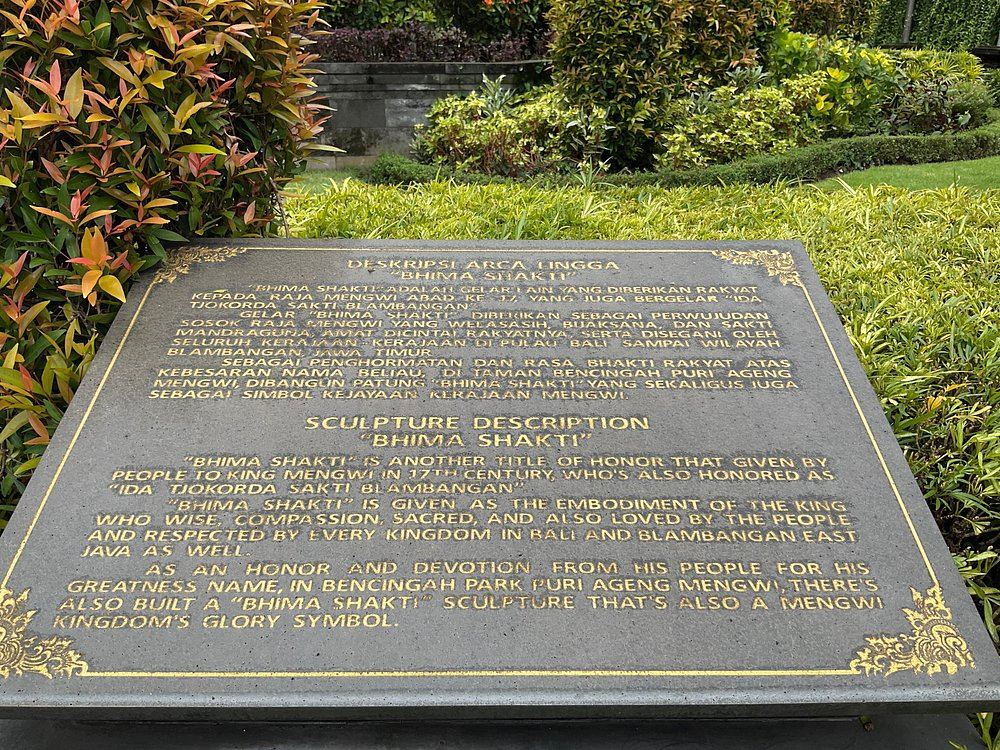 DESKRIPSI ARCA LINGGA
"BHIMA SHAKTI"
"BHIMA SHAKTI" ADALAH GELAR LAIN YANG DIBERIKAN RAKYAT
KEPADA RAJA MENGWI ABAD KE-17 YANG JUGA BERGELAR "IDA
TJOKORDA SAKTI BLAMBANGAN".
GELAR "BHIMA SHAKTI" DIBERIKAN SEBAGAI PERWUJUDAN
SOSOK RAJA MENGWI YANG WELASASIH, BIJAKSANA, DAN SAKTI
MANDRAGUNA, AMAT DICINTAI RAKYATNYA SERTA DISEGANI OLEH
SELURUH KERAJAAN - KERAJAAN DI PULAU BALI SAMPAI WILAYAH
BLAMBANGAN, JAWA TIMUR.
SEBAGAI PENGHORMATAN DAN RASA BHAKTI RAKYAT ATAS
KEBESARAN NAMA BELIAU, DI TAMAN BENCINGAH PURI AGENG
MENGWI, DIBANGUN PATUNG "BHIMA SHAKTI" YANG SEKALIGUS JUGA
SEBAGAI SIMBOL KEJAYAAN KERAJAAN MENGWI.
SCULPTURE DESCRIPTION
"BHIMA SHAKTI"
"BHIMA SHAKTI" IS ANOTHER TITLE OF HONOR THAT GIVEN BY
PEOPLE TO KING MENGWI IN 17TH CENTURY, WHO'S ALSO HONORED AS
"IDA TJOKORDA SAKTI BLAMBANGAN"
"BHIMA SHAKTI" IS GIVEN AS THE EMBODIMENT OF THE KING
WHO WISE, COMPASSION, SACRED, AND ALSO LOVED BY THE PEOPLE
AND RESPECTED BY EVERY KINGDOM IN BALI AND BLAMBANGAN EAST
JAVA AS WELL.
AS AN HONOR AND DEVOTION FROM HIS PEOPLE FOR HIS
GREATNESS NAME, IN BENCINGAH PARK PURI AGENG MENGWI, THERE'S
ALSO BUILT A "BHIMA SHAKTI" SCULPTURE THAT'S ALSO A MENGWI
KINGDOM'S GLORY SYMBOL.